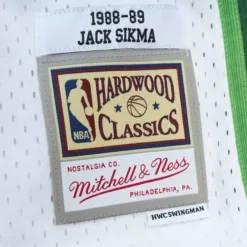 1988-89
JACK SIKMA
HARDWOOD
NBA
CLASSICS
NOSTALGIA CO.
Mitchell & Ness
PHILADELPHIA, PA.
HWC SWINGMAN